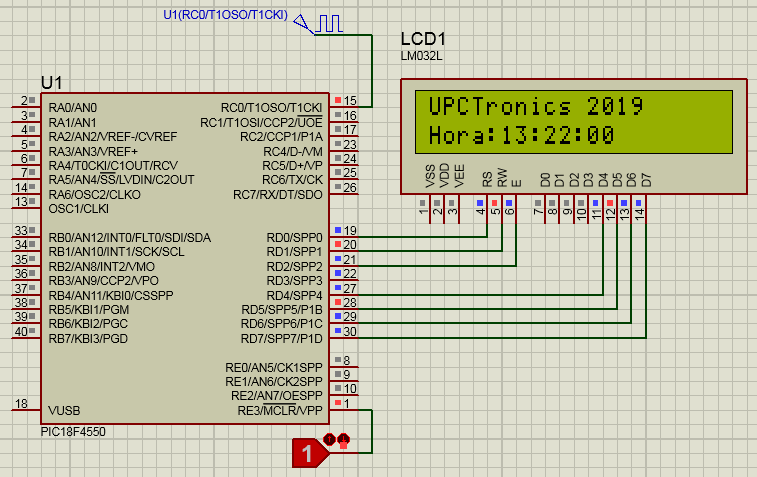 U1(RC0/T1OSO/T1CKI)
LCD1
LM032L
UPCTronics 2019
Hora:13:22:00
VSS VDD VEE RS RW E D0 D1 D2 D3 D4 D5 D6 D7
1 2 3 4 5 6 7 8 9 10 11 12 13 14
U1
2 RA0/AN0 RC0/T1OSO/T1CKI 15
3 RA1/AN1 RC1/T1OSI/CCP2/UOE 16
4 RA2/AN2/VREF-/CVREF RC2/CCP1/P1A 17
5 RA3/AN3/VREF+ RC4/D-/VM 23
6 RA4/T0CKI/C1OUT/RCV RC5/D+/VP 24
7 RA5/AN4/SS/LVDIN/C2OUT RC6/TX/CK 25
14 RA6/OSC2/CLKO RC7/RX/DT/SDO 26
13 OSC1/CLKI
33 RB0/AN12/INT0/FLT0/SDI/SDA RD0/SPP0 19
34 RB1/AN10/INT1/SCK/SCL RD1/SPP1 20
35 RB2/AN8/INT2/VMO RD2/SPP2 21
36 RB3/AN9/CCP2/VPO RD3/SPP3 22
37 RB4/AN11/KBI0/CSSPP RD4/SPP4 27
38 RB5/KBI1/PGM RD5/SPP5/P1B 28
39 RB6/KBI2/PGC RD6/SPP6/P1C 29
40 RB7/KBI3/PGD RD7/SPP7/P1D 30
RE0/AN5/CK1SPP 8
RE1/AN6/CK2SPP 9
RE2/AN7/OESPP 10
18 VUSB RE3/MCLR/VPP 1
PIC18F4550
1